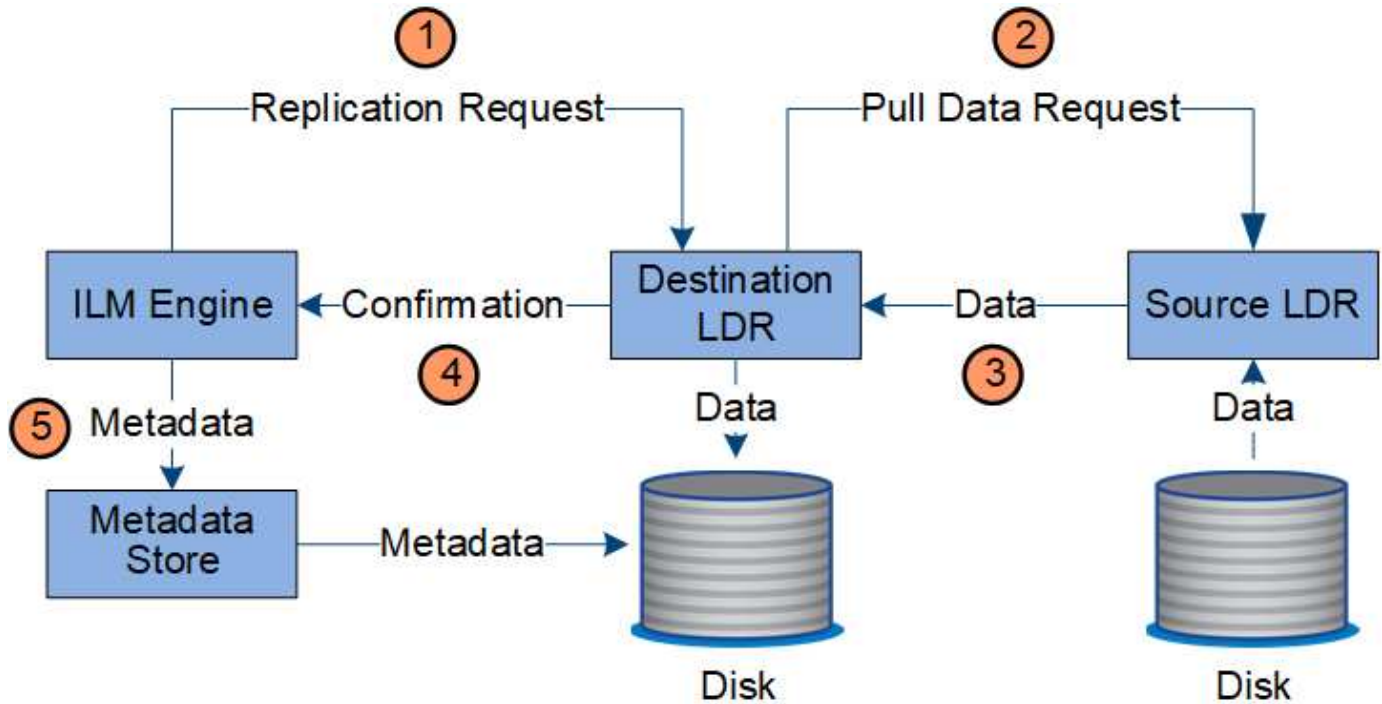 1
2
Replication Request
Pull Data Request
ILM Engine
Confirmation
Destination
LDR
Data
Source LDR
4
3
5
Metadata
Data
Data
Metadata
Store
Metadata
Disk
Disk